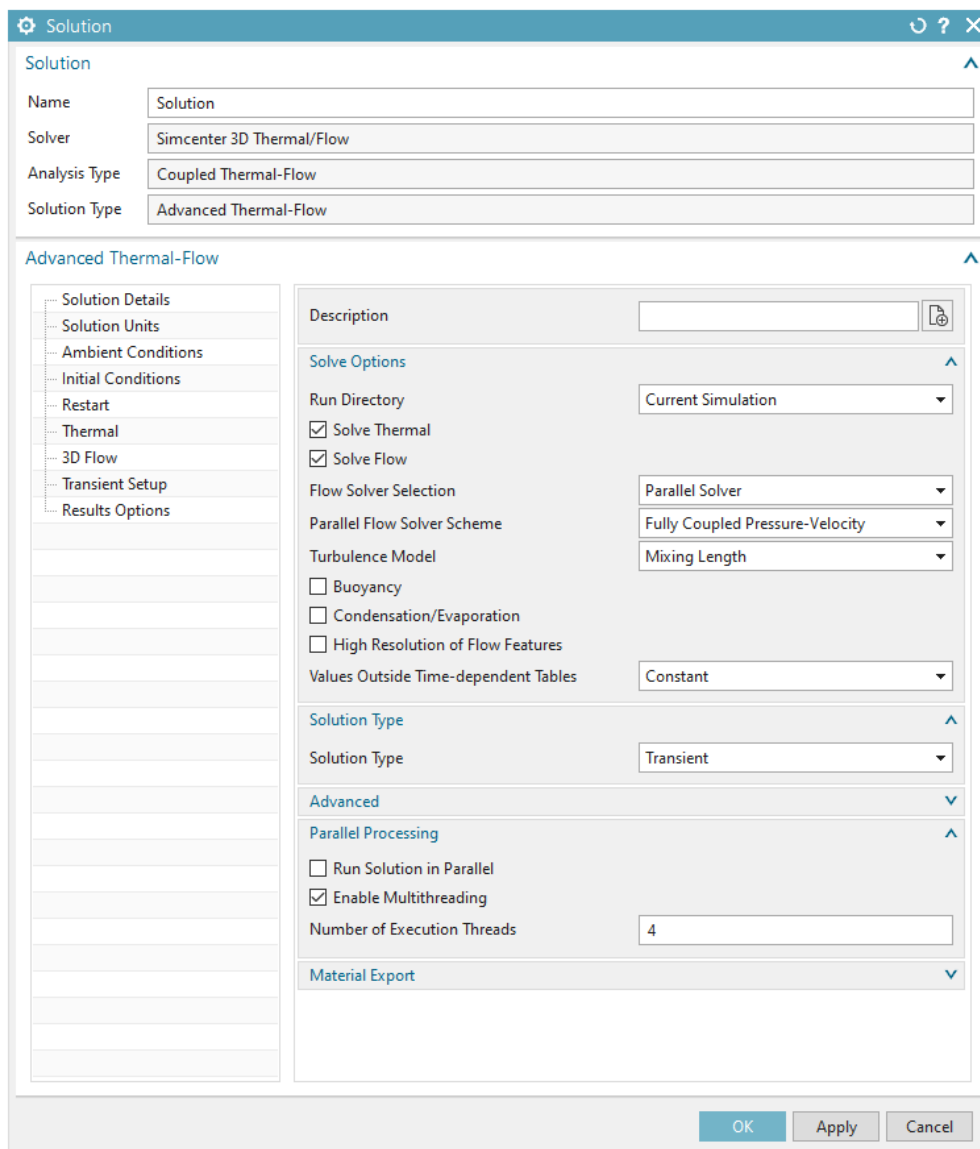 Solution
Solution
Name Solution
Solver Simcenter 3D Thermal/Flow
Analysis Type Coupled Thermal-Flow
Solution Type Advanced Thermal-Flow
Advanced Thermal-Flow
Solution Details
Solution Units
Ambient Conditions
Initial Conditions
Restart
Thermal
3D Flow
Transient Setup
Results Options
Description
Solve Options
Run Directory Current Simulation
Solve Thermal
Solve Flow
Flow Solver Selection Parallel Solver
Parallel Flow Solver Scheme Fully Coupled Pressure-Velocity
Turbulence Model Mixing Length
Buoyancy
Condensation/Evaporation
High Resolution of Flow Features
Values Outside Time-dependent Tables Constant
Solution Type
Solution Type Transient
Advanced
Parallel Processing
Run Solution in Parallel
Enable Multithreading
Number of Execution Threads 4
Material Export
OK Apply Cancel